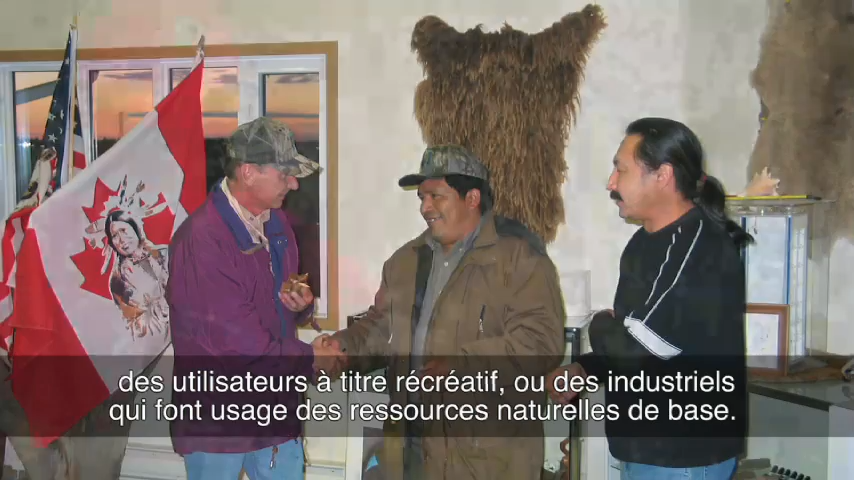 des utilisateurs à titre récréatif, ou des industriels
qui font usage des ressources naturelles de base.